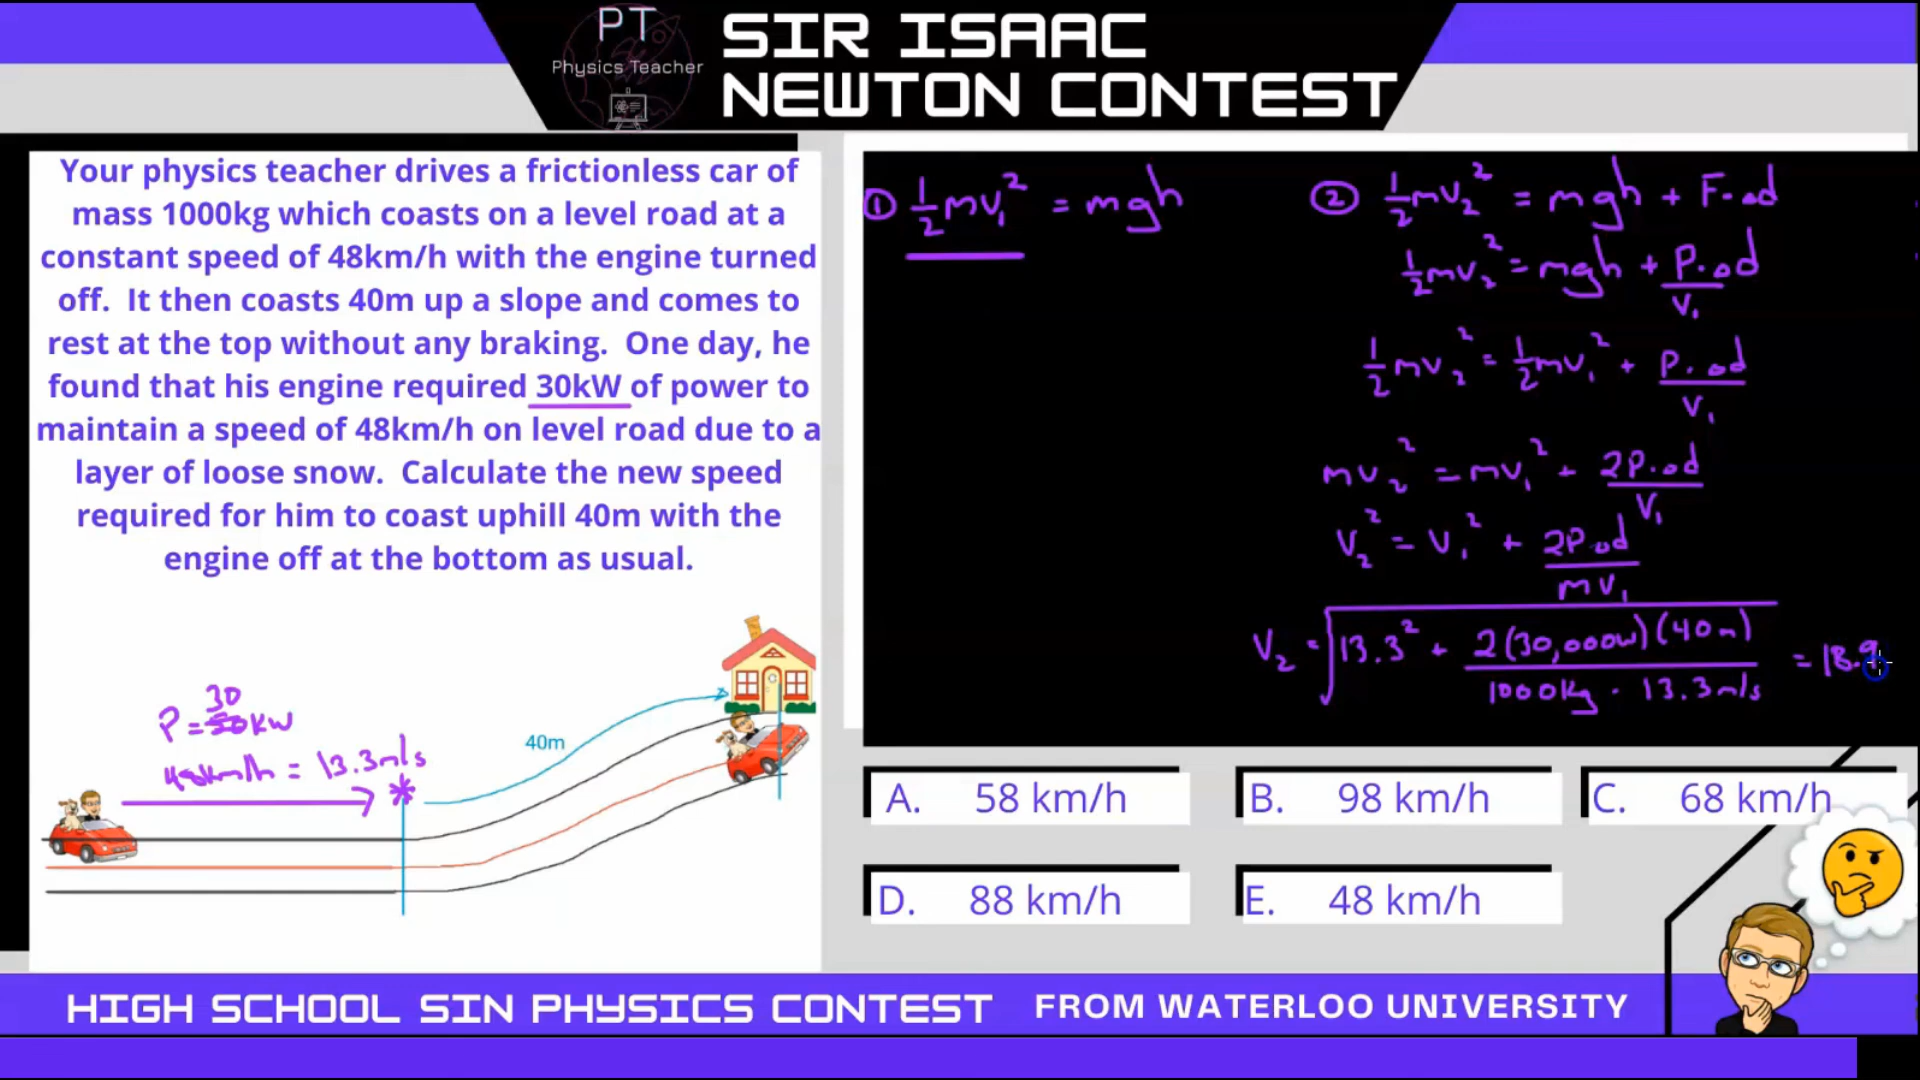 PT
Physics Teacher
SIR ISAAC
NEWTON CONTEST
Your physics teacher drives a frictionless car of
mass 1000kg which coasts on a level road at a
constant speed of 48km/h with the engine turned
off. It then coasts 40m up a slope and comes to
rest at the top without any braking. One day, he
found that his engine required 30kW of power to
maintain a speed of 48km/h on level road due to a
layer of loose snow. Calculate the new speed
required for him to coast uphill 40m with the
engine off at the bottom as usual.
30
P = kW
48km/h = 13.3m/s
*
40m
① ½mv₁² = mgh
② ½mv₂² = mgh + F·Δd
½mv₂² = mgh + P·Δd/v₁
½mv₂² = ½mv₁² + P·Δd/v₁
mv₂² = mv₁² + 2P·Δd/v₁
v₂² = v₁² + 2P·Δd/mv₁
v₂ = √13.3² + 2(30,000W)(40m)/1000kg · 13.3m/s = 18.9
A. 58 km/h
B. 98 km/h
C. 68 km/h
D. 88 km/h
E. 48 km/h
HIGH SCHOOL SIN PHYSICS CONTEST FROM WATERLOO UNIVERSITY